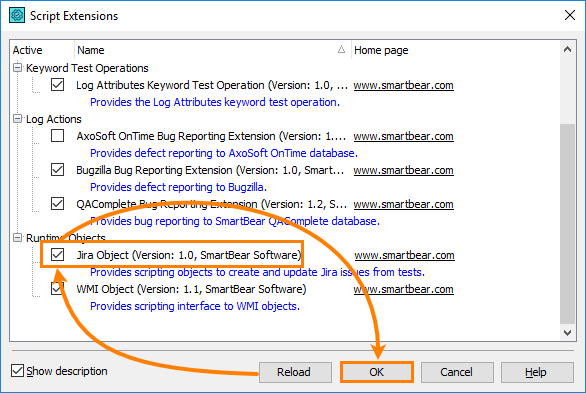 Script Extensions
Active Name Home page
Keyword Test Operations
Log Attributes Keyword Test Operation (Version: 1.0, ... www.smartbear.com
Provides the Log Attributes keyword test operation.
Log Actions
AxoSoft OnTime Bug Reporting Extension (Version: 1.... www.smartbear.com
Provides defect reporting to AxoSoft OnTime database.
Bugzilla Bug Reporting Extension (Version: 1.0, Smart... www.smartbear.com
Provides defect reporting to Bugzilla.
QAComplete Bug Reporting Extension (Version: 1.2, S... www.smartbear.com
Provides bug reporting to SmartBear QAComplete database.
Runtime Objects
Jira Object (Version: 1.0, SmartBear Software) www.smartbear.com
Provides scripting objects to create and update Jira issues from tests.
WMI Object (Version: 1.1, SmartBear Software) www.smartbear.com
Provides scripting interface to WMI objects.
Show description Reload OK Cancel Help